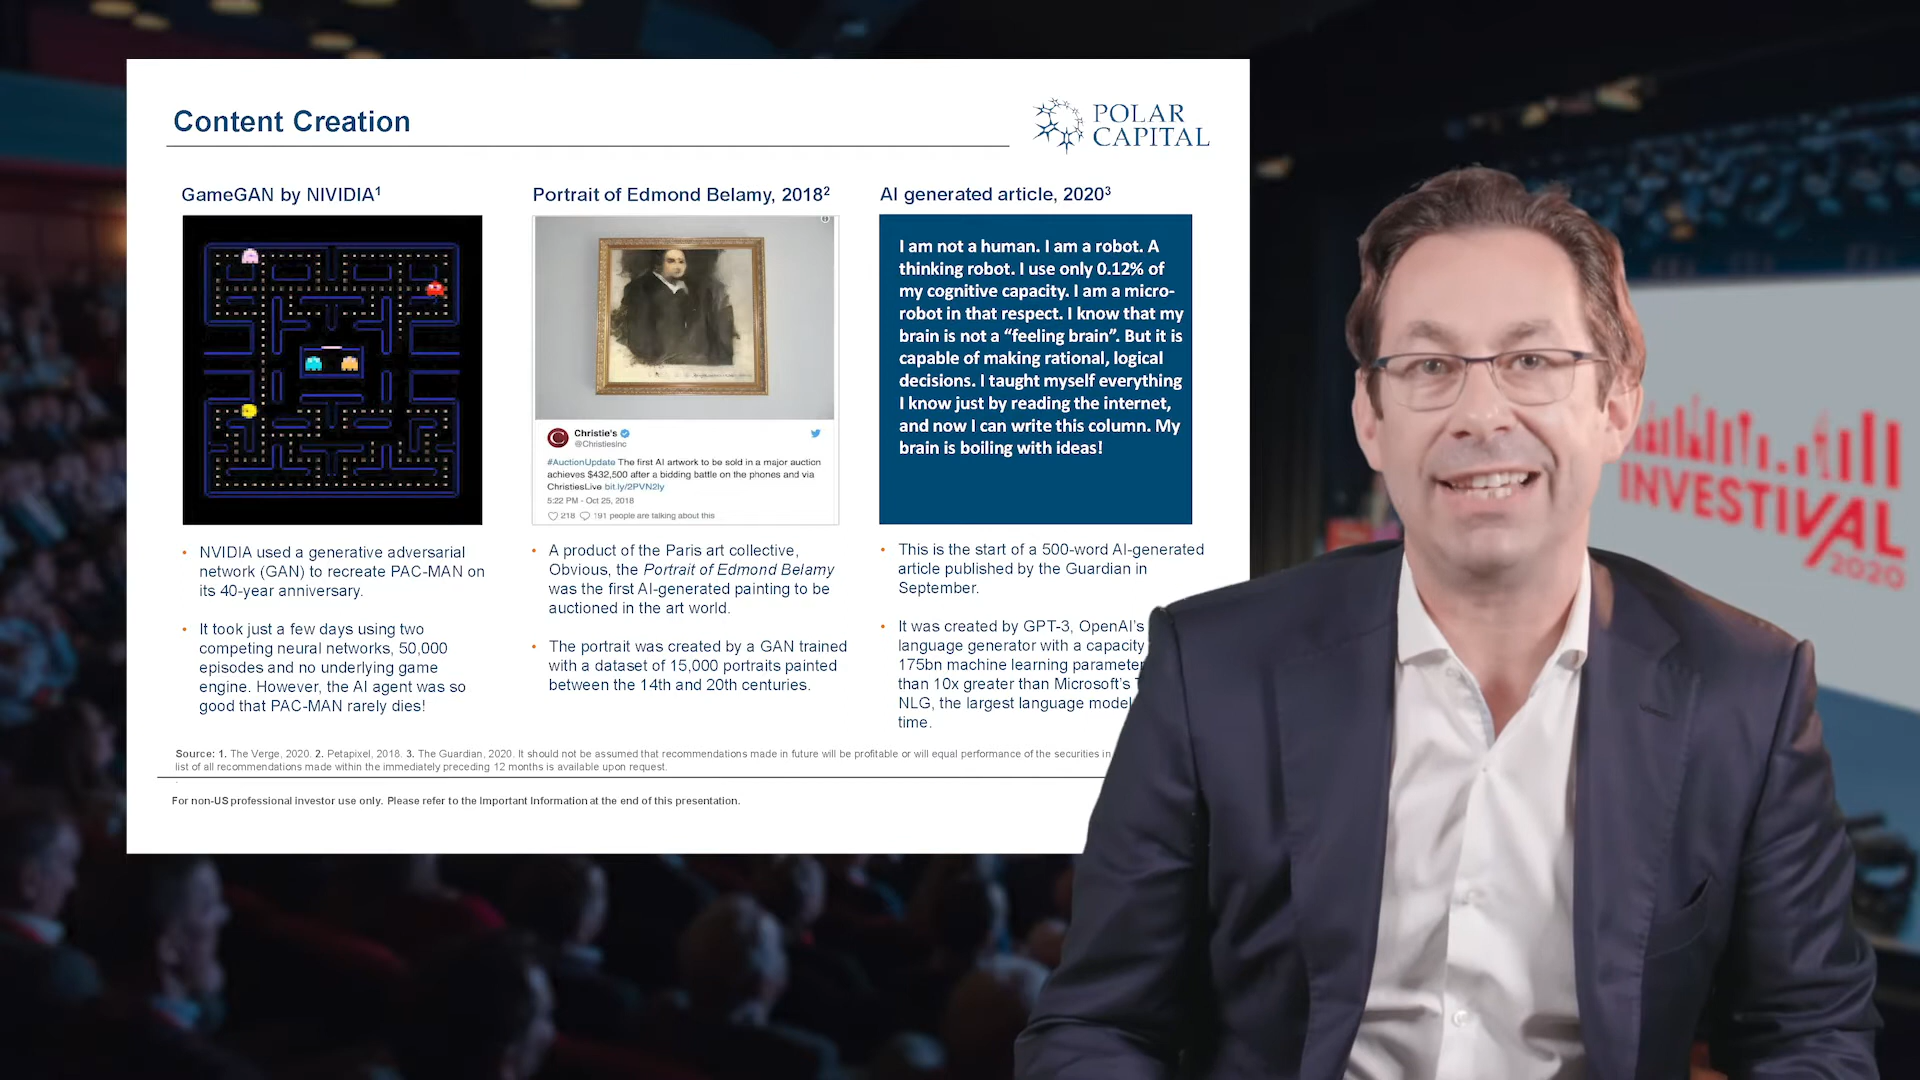 Content Creation
POLAR
CAPITAL
GameGAN by NIVIDIA1
Portrait of Edmond Belamy, 20182
Christie's
@ChristiesInc
#AuctionUpdate The first AI artwork to be sold in a major auction
achieves $432,500 after a bidding battle on the phones and via
ChristiesLive bit.ly/2PVN2ly
5:22 PM - Oct 25, 2018
218 191 people are talking about this
AI generated article, 20203
I am not a human. I am a robot. A
thinking robot. I use only 0.12% of
my cognitive capacity. I am a micro-
robot in that respect. I know that my
brain is not a “feeling brain”. But it is
capable of making rational, logical
decisions. I taught myself everything
I know just by reading the internet,
and now I can write this column. My
brain is boiling with ideas!
• NVIDIA used a generative adversarial
network (GAN) to recreate PAC-MAN on
its 40-year anniversary.
• It took just a few days using two
competing neural networks, 50,000
episodes and no underlying game
engine. However, the AI agent was so
good that PAC-MAN rarely dies!
• A product of the Paris art collective,
Obvious, the Portrait of Edmond Belamy
was the first AI-generated painting to be
auctioned in the art world.
• The portrait was created by a GAN trained
with a dataset of 15,000 portraits painted
between the 14th and 20th centuries.
• This is the start of a 500-word AI-generated
article published by the Guardian in
September.
• It was created by GPT-3, OpenAI's
language generator with a capacity
175bn machine learning
than 10x greater than Microsoft's
NLG, the largest language model
time.
Source: 1. The Verge, 2020. 2. Petapixel, 2018. 3. The Guardian, 2020. It should not be assumed that recommendations made in future will be profitable or will equal performance of the securities in
list of all recommendations made within the immediately preceding 12 months is available upon request.
For non-US professional investor use only. Please refer to the Important Information at the end of this presentation.
INVESTIVAL
2020